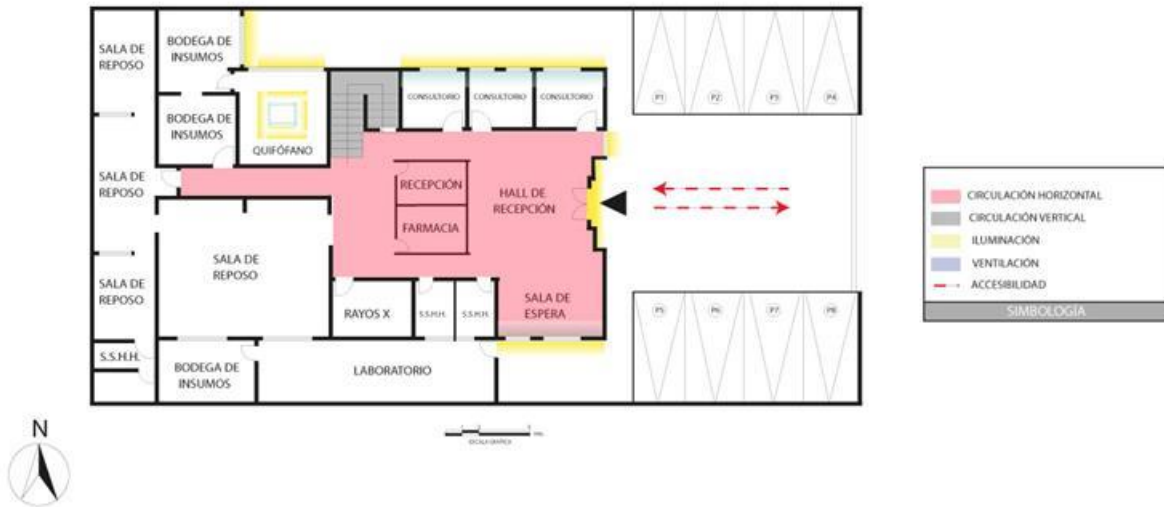 SALA DE
REPOSO
BODEGA DE
INSUMOS
BODEGA DE
INSUMOS
QUIFÓFANO
CONSULTORIO
CONSULTORIO
CONSULTORIO
P1
P2
P3
P4
SALA DE
REPOSO
RECEPCIÓN
FARMACIA
HALL DE
RECEPCIÓN
SALA DE
REPOSO
SALA DE
REPOSO
RAYOS X
S.S.H.H.
S.S.H.H.
SALA DE
ESPERA
P5
P6
P7
P8
S.S.H.H.
BODEGA DE
INSUMOS
LABORATORIO
CIRCULACIÓN HORIZONTAL
CIRCULACIÓN VERTICAL
ILUMINACIÓN
VENTILACIÓN
ACCESIBILIDAD
SIMBOLOGÍA
N
ESCALA GRÁFICA